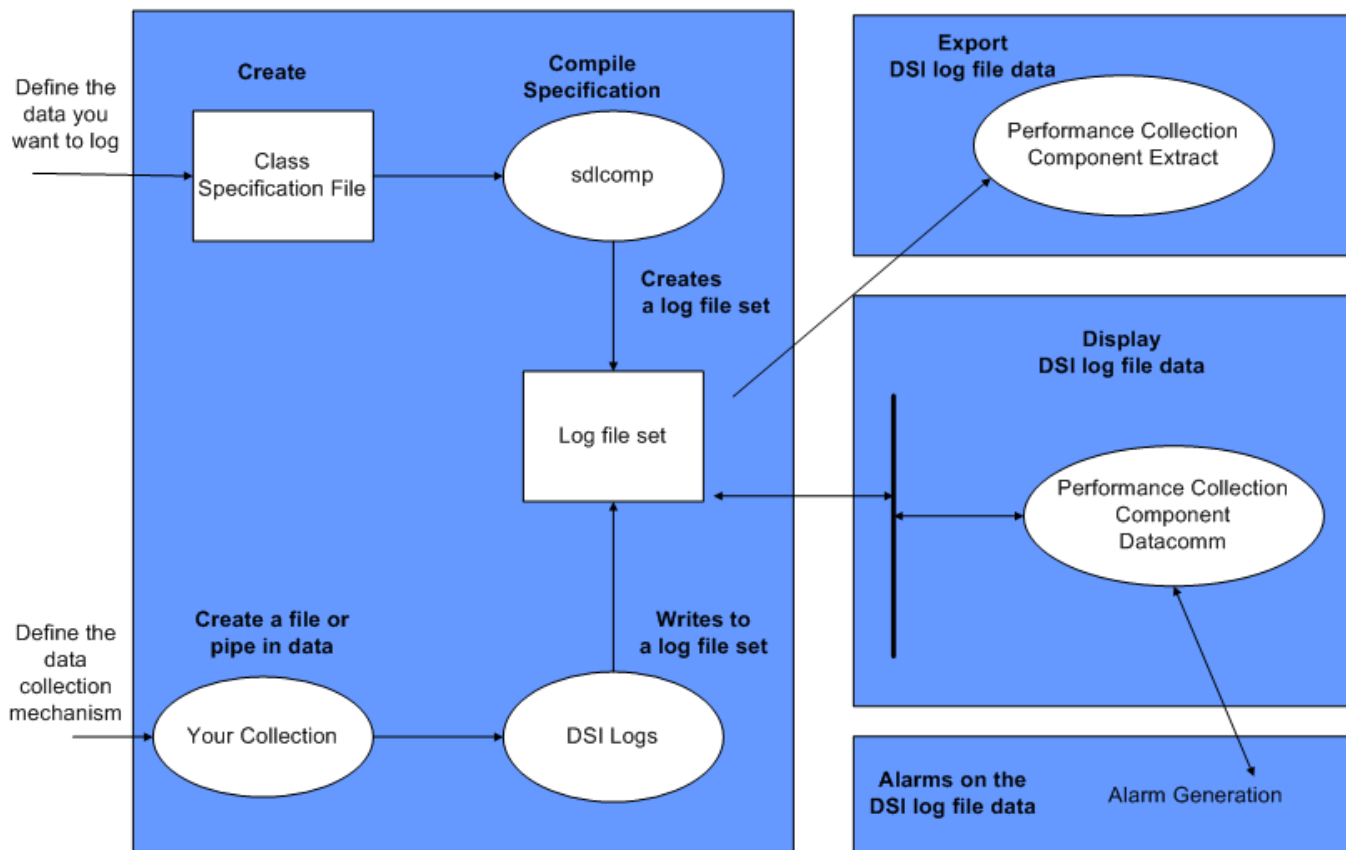 Define the
data you
want to log
Create
Class
Specification File
Compile
Specification
sdlcomp
Creates
a log file set
Log file set
Define the
data
collection
mechanism
Create a file or
pipe in data
Your Collection
DSI Logs
Writes to
a log file set
Export
DSI log file data
Performance Collection
Component Extract
Display
DSI log file data
Performance Collection
Component
Datacomm
Alarms on the
DSI log file data
Alarm Generation